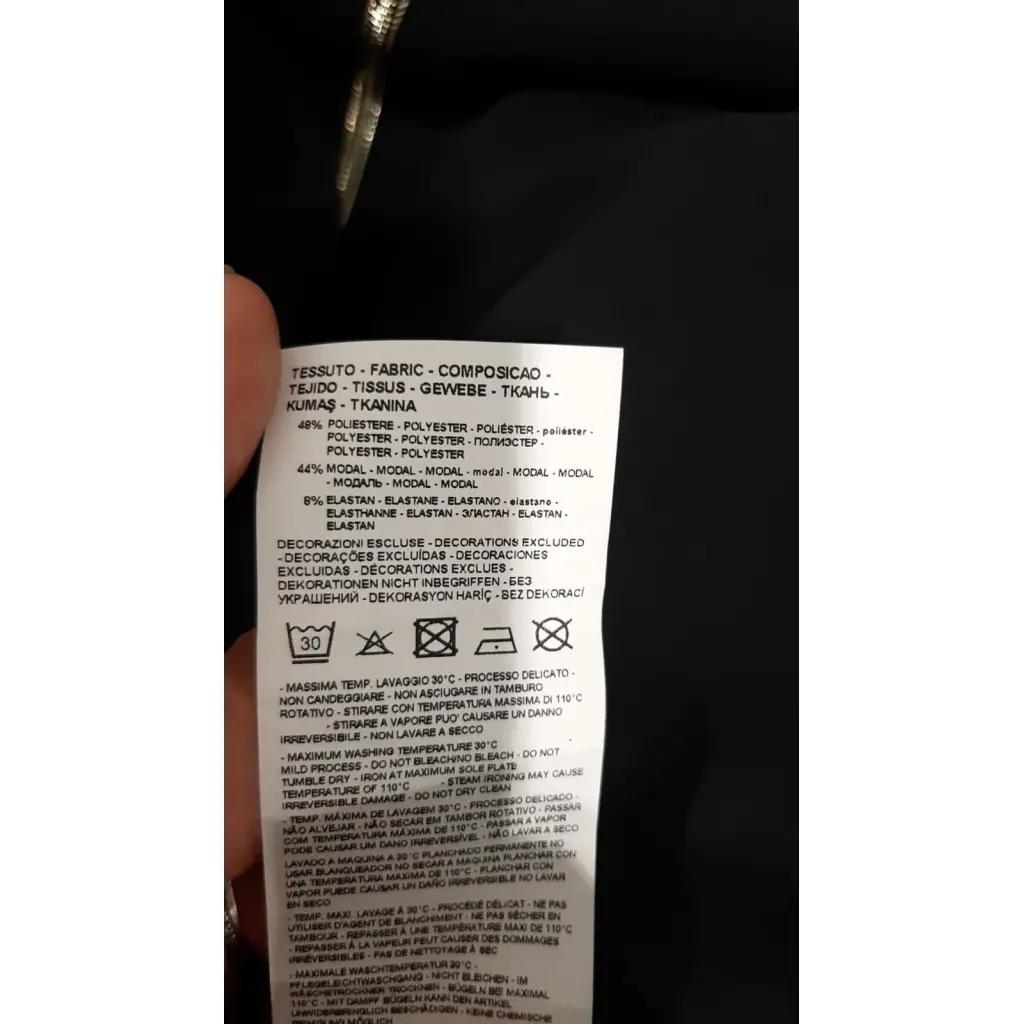 TESSUTO - FABRIC - COMPOSICAO -
TEJIDO - TISSUS - GEWEBE - ТКАНЬ -
KUMAŞ - TKANINA
48% POLIESTERE - POLYESTER - POLIÉSTER - poliéster -
POLYESTER - POLYESTER - ПОЛИЭСТЕР -
POLYESTER - POLYESTER
44% MODAL - MODAL - MODAL - modal - MODAL - MODAL
- МОДАЛЬ - MODAL - MODAL
8% ELASTAN - ELASTANE - ELASTANO - elastano -
ELASTHANNE - ELASTAN - ЭЛАСТАН - ELASTAN -
ELASTAN
DECORAZIONI ESCLUSE - DECORATIONS EXCLUDED
- DECORAÇÕES EXCLUÍDAS - DECORACIONES
EXCLUIDAS - DÉCORATIONS EXCLUES -
DEKORATIONEN NICHT INBEGRIFFEN - БЕЗ
УКРАШЕНИЙ - DEKORASYON HARİÇ - BEZ DEKORACÍ
30
- MASSIMA TEMP. LAVAGGIO 30°C - PROCESSO DELICATO -
NON CANDEGGIARE - NON ASCIUGARE IN TAMBURO
ROTATIVO - STIRARE CON TEMPERATURA MASSIMA DI 110°C
- STIRARE A VAPORE PUO' CAUSARE UN DANNO
IRREVERSIBILE - NON LAVARE A SECCO
- MAXIMUM WASHING TEMPERATURE 30°C
MILD PROCESS - DO NOT BLEACH/NO BLEACH - DO NOT
TUMBLE DRY - IRON AT MAXIMUM SOLE PLATE
TEMPERATURE OF 110°C - STEAM IRONING MAY CAUSE
IRREVERSIBLE DAMAGE - DO NOT DRY CLEAN
- TEMP. MÁXIMA DE LAVAGEM 30°C - PROCESSO DELICADO -
NÃO ALVEJAR - NÃO SECAR EM TAMBOR ROTATIVO - PASSAR
COM TEMPERATURA MÁXIMA DE 110°C - PASSAR A VAPOR
PODE CAUSAR UM DANO IRREVERSÍVEL - NÃO LAVAR A SECO
LAVADO A MAQUINA A 30°C PLANCHADO PERMANENTE NO
USAR BLANQUEADOR NO SECAR A MAQUINA PLANCHAR CON
UNA TEMPERATURA MAXIMA DE 110°C - PLANCHAR CON
VAPOR PUEDE CAUSAR UN DAÑO IRREVERSIBLE NO LAVAR
EN SECO
- TEMP. MAXI. LAVAGE À 30°C - PROCÉDÉ DÉLICAT - NE PAS
UTILISER D'AGENT DE BLANCHIMENT - NE PAS SÉCHER EN
TAMBOUR - REPASSER À UNE TEMPÉRATURE MAXI DE 110°C
- REPASSER À LA VAPEUR PEUT CAUSER DES DOMMAGES
IRRÉVERSIBLES - PAS DE NETTOYAGE À SEC
- MAXIMALE WASCHTEMPERATUR 30°C -
PFLEGELEICHTWASCHGANG - NICHT BLEICHEN - IM
WÄSCHETROCKNER TROCKNEN - BÜGELN BEI MAXIMAL
110°C - MIT DAMPF BÜGELN KANN DEN ARTIKEL
UNWIDERBRINGLICH BESCHÄDIGEN - KEINE CHEMISCHE
REINIGUNG MÖGLICH